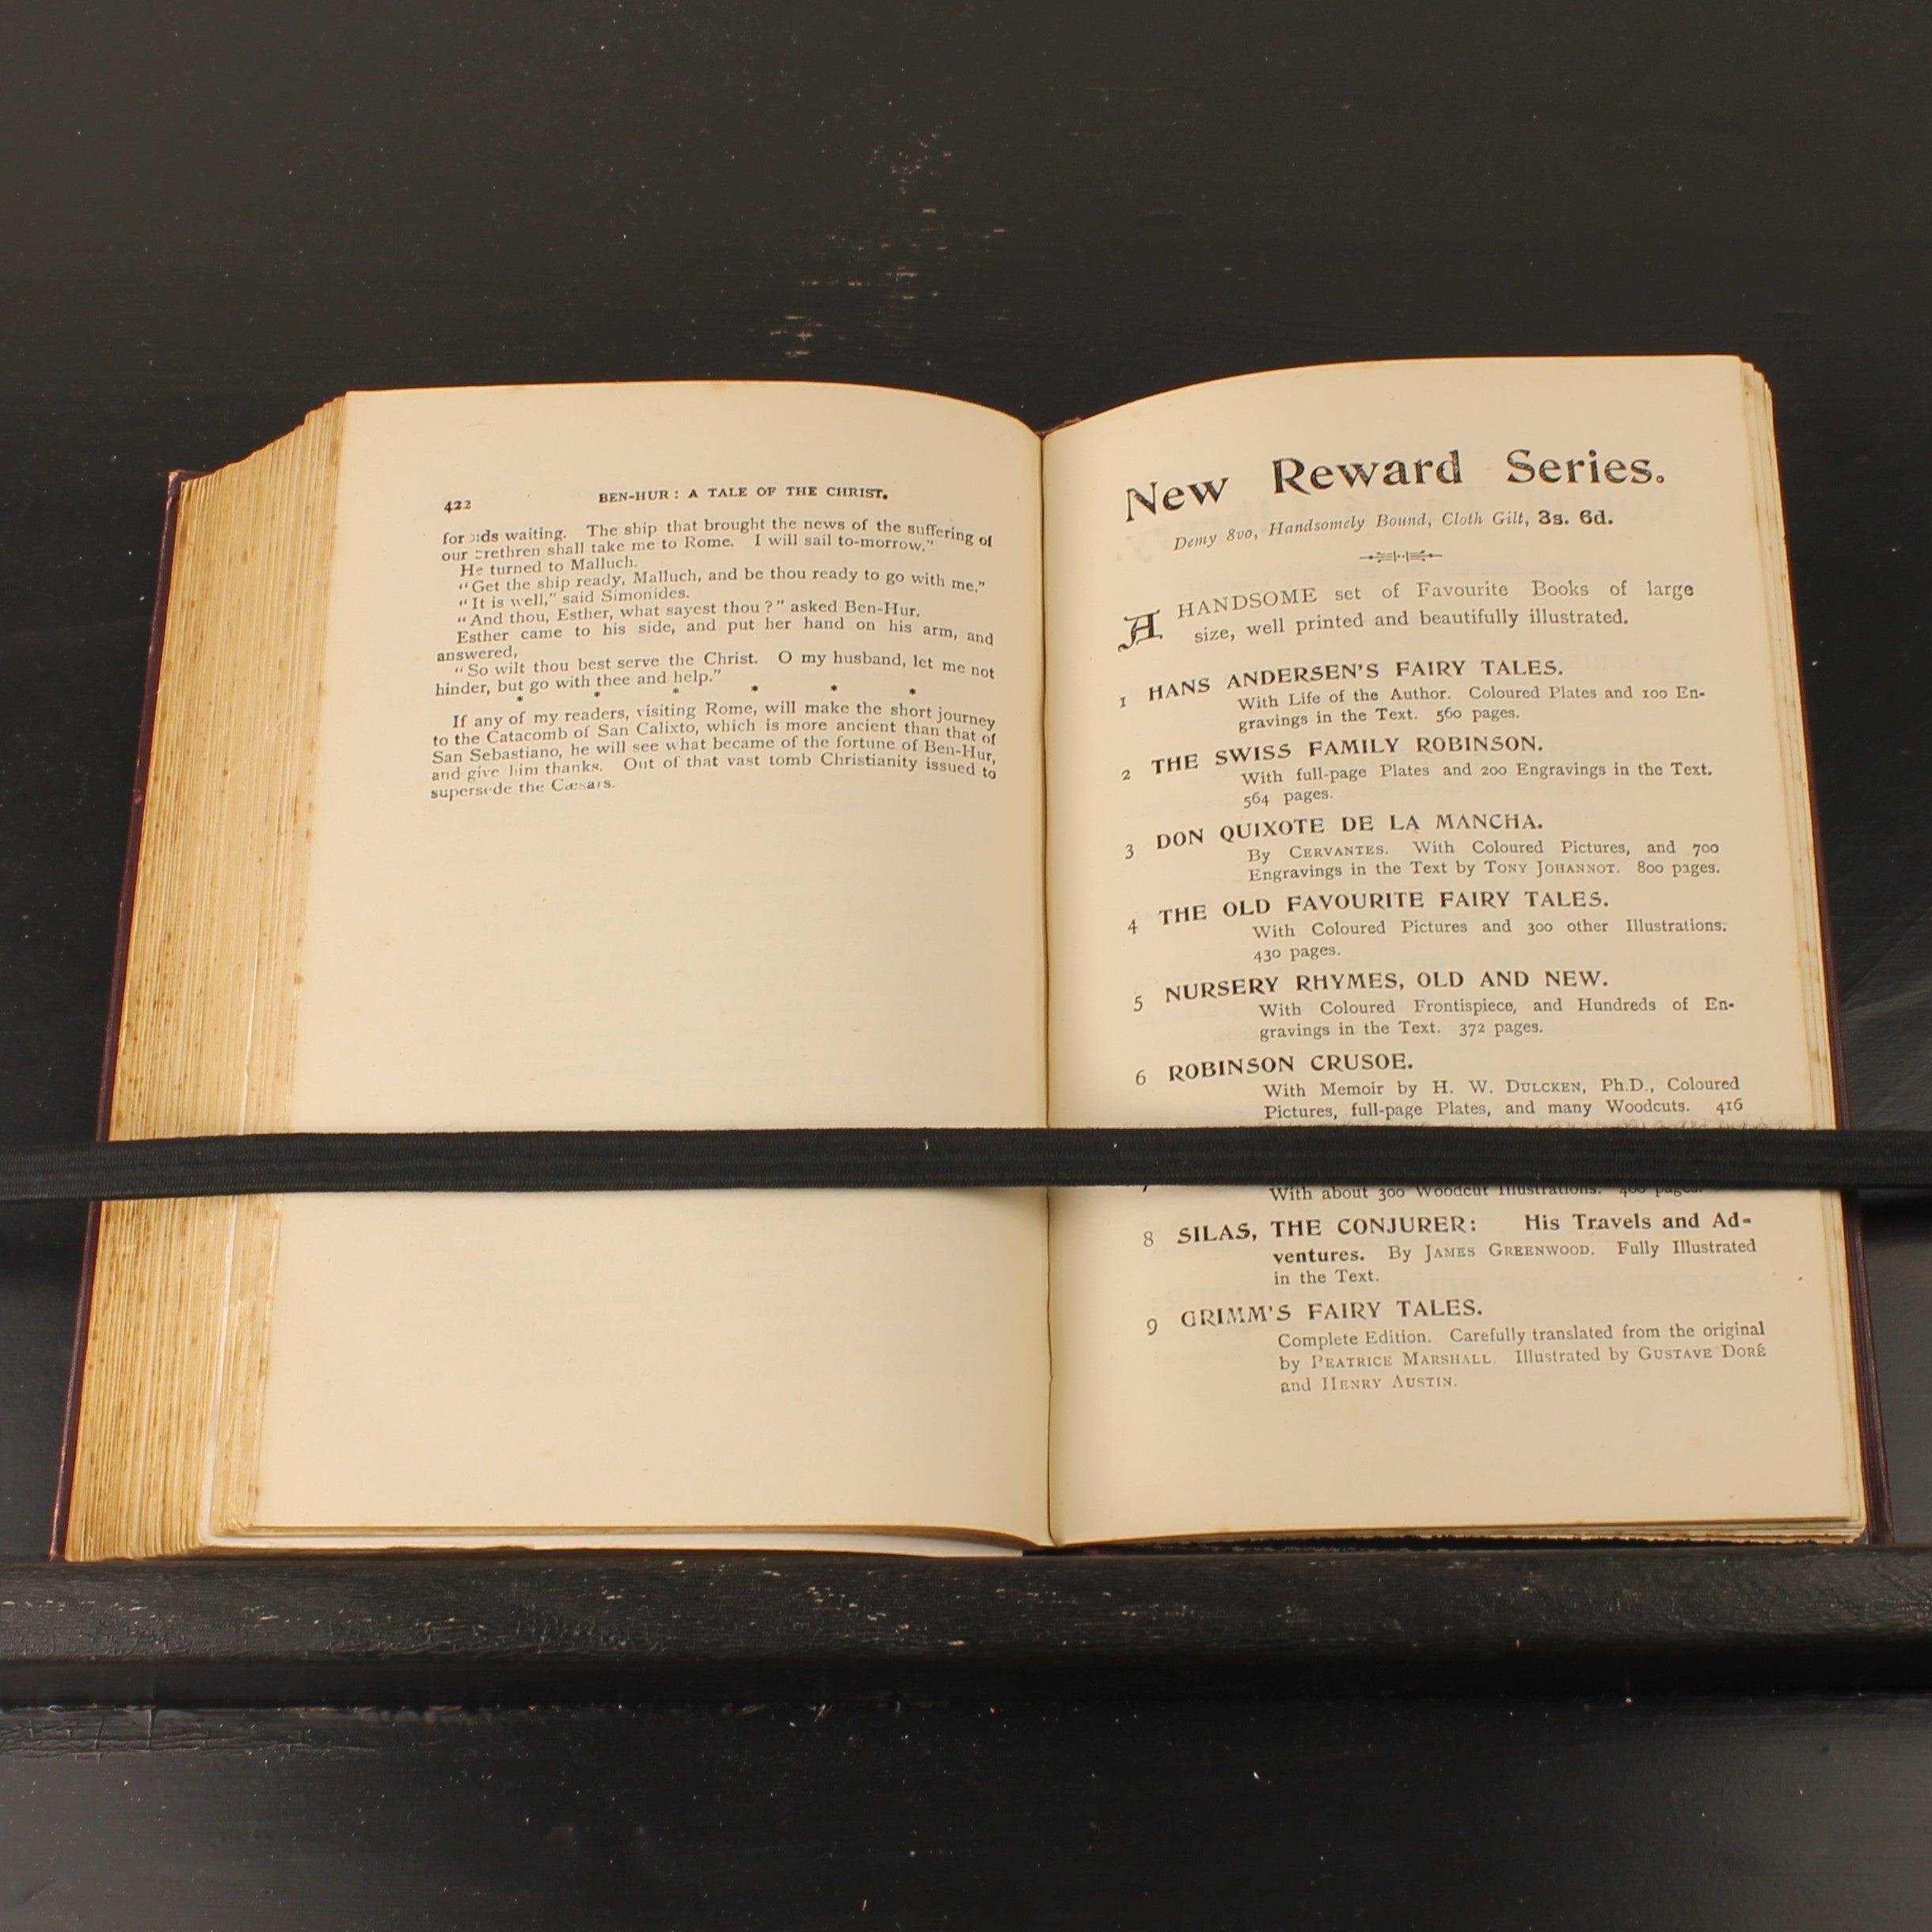 422 BEN-HUR: A TALE OF THE CHRIST.
for waiting. The ship that brought the news of the suffering of
our shall take me to Rome. I will sail to-morrow."
He turned to Malluch.
"Get the ship ready, Malluch, and be thou ready to go with me."
"It is well," said Simonides.
"And thou, Esther, what sayest thou?" asked Ben-Hur.
Esther came to his side, and put her hand on his arm, and
answered,
"So wilt thou best serve the Christ. O my husband, let me not
hinder, but go with thee and help."
* * * * * *
If any of my readers, visiting Rome, will make the short journey
to the Catacomb of San Calixto, which is more ancient than that of
San Sebastiano, he will see what became of the fortune of Ben-Hur,
and give him thanks. Out of that vast tomb Christianity issued to
supersede the Cæsars.
New Reward Series.
Demy 8vo, Handsomely Bound, Cloth Gilt, 3s. 6d.
A HANDSOME set of Favourite Books of large
size, well printed and beautifully illustrated.
1 HANS ANDERSEN'S FAIRY TALES.
With Life of the Author. Coloured Plates and 100 En-
gravings in the Text. 560 pages.
2 THE SWISS FAMILY ROBINSON.
With full-page Plates and 200 Engravings in the Text.
564 pages.
3 DON QUIXOTE DE LA MANCHA.
By CERVANTES. With Coloured Pictures, and 700
Engravings in the Text by TONY JOHANNOT. 800 pages.
4 THE OLD FAVOURITE FAIRY TALES.
With Coloured Pictures and 300 other Illustrations.
430 pages.
5 NURSERY RHYMES, OLD AND NEW.
With Coloured Frontispiece, and Hundreds of En-
gravings in the Text. 372 pages.
6 ROBINSON CRUSOE.
With Memoir by H. W. DULCKEN, Ph.D., Coloured
Pictures, full-page Plates, and many Woodcuts. 416
With about 300 Woodcut Illustrations. pages.
8 SILAS, THE CONJURER: His Travels and Ad-
ventures. By JAMES GREENWOOD. Fully Illustrated
in the Text.
9 GRIMM'S FAIRY TALES.
Complete Edition. Carefully translated from the original
by BEATRICE MARSHALL. Illustrated by GUSTAVE DORÉ
and HENRY AUSTIN.